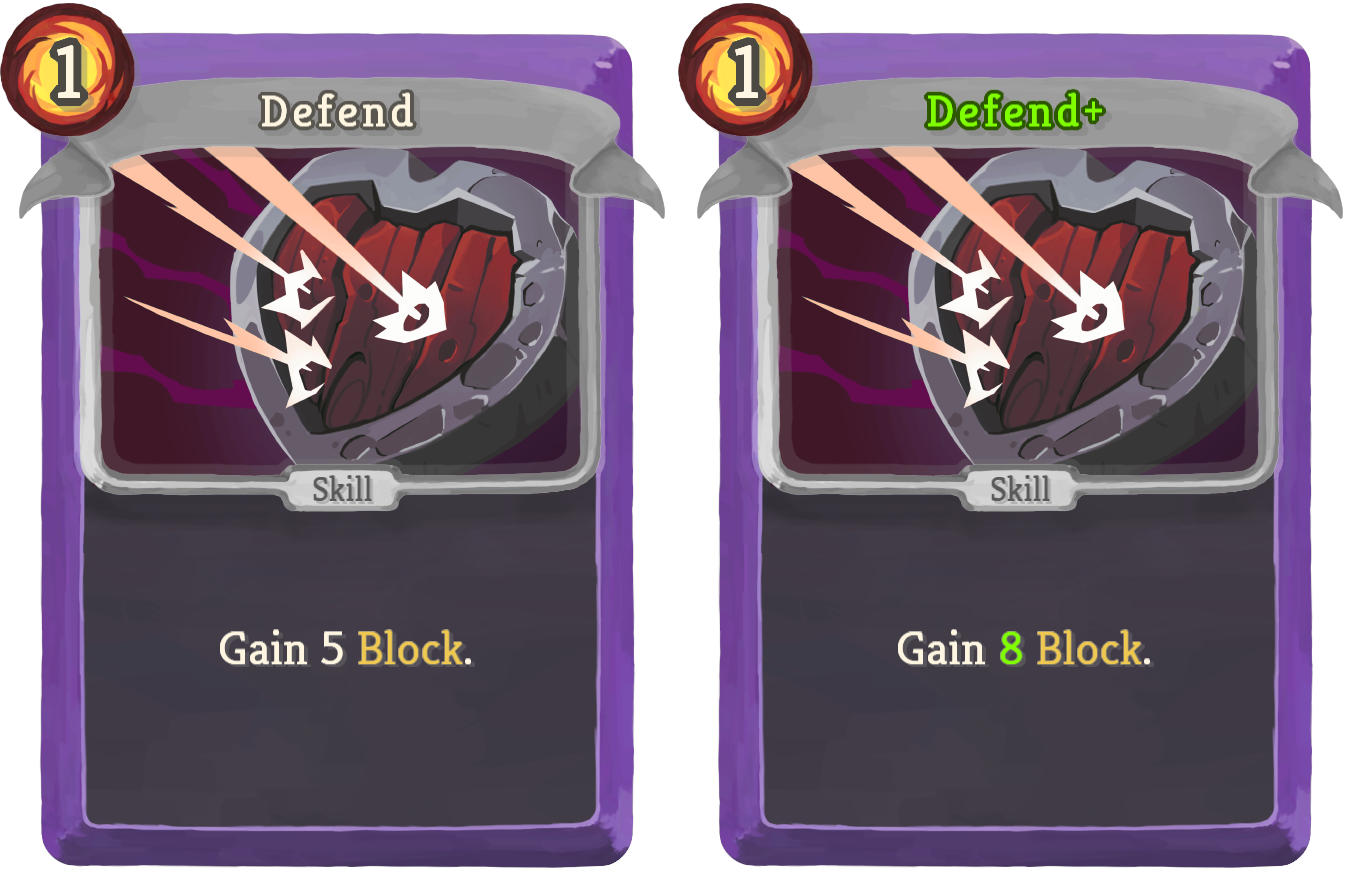 1
Defend
Skill
Gain 5 Block.
1
Defend+
Skill
Gain 8 Block.